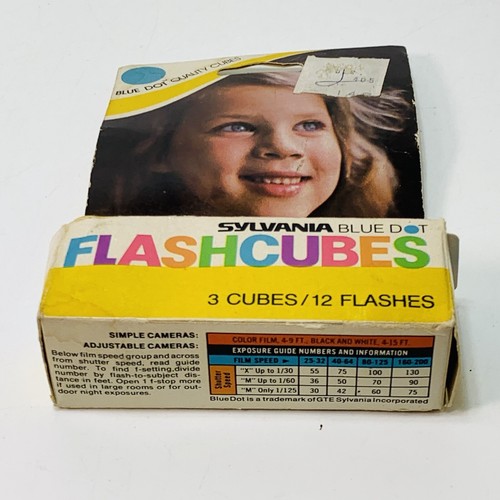 BLUE DOT QUALITY CUBES
SYLVANIA BLUE DOT
FLASHCUBES
3 CUBES/12 FLASHES
SIMPLE CAMERAS:
COLOR FILM, 4-9 FT.: BLACK AND WHITE, 4-15 FT.
ADJUSTABLE CAMERAS:
EXPOSURE GUIDE NUMBERS AND INFORMATION
Below film speed group and across
from shutter speed, read guide
number. To find f-setting, divide
number by flash-to-subject dis-
tance in feet. Open 1 f-stop more
if used in large rooms or for out-
door night exposures.
FILM SPEED 25-32 40-64 80-125 160-200
Shutter Speed
"X" Up to 1/30 55 75 100 130
"M" Up to 1/60 36 50 70 90
"M" Only 1/125 30 42 60 75
Blue Dot is a trademark of GTE Sylvania Incorporated